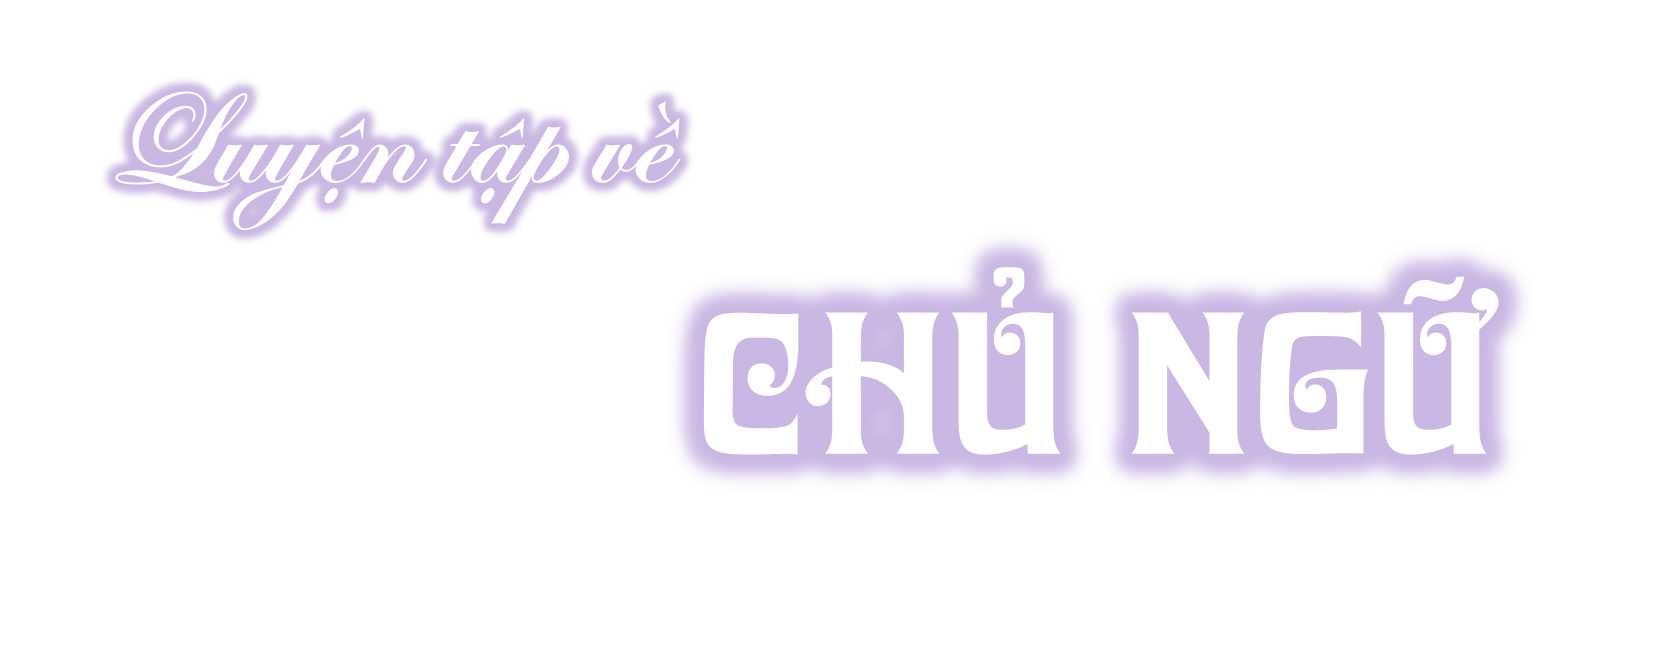 Luyện tập về
CHỦ NGỮ